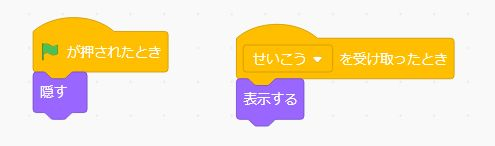 が押されたとき
隠す
せいこう を受け取ったとき
表示する